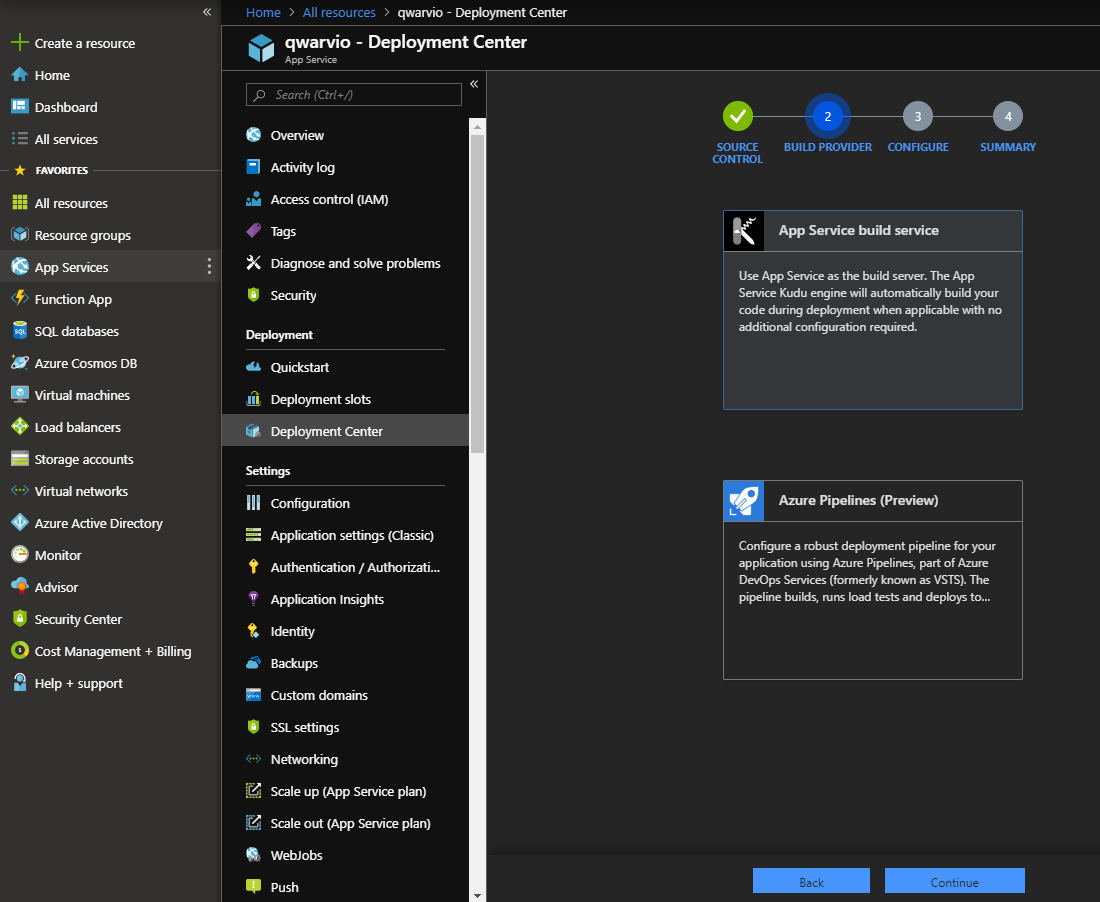 Home > All resources > qwarvio - Deployment Center
qwarvio - Deployment Center
App Service
Create a resource
Home
Dashboard
All services
FAVORITES
All resources
Resource groups
App Services
Function App
SQL databases
Azure Cosmos DB
Virtual machines
Load balancers
Storage accounts
Virtual networks
Azure Active Directory
Monitor
Advisor
Security Center
Cost Management + Billing
Help + support
Search (Ctrl+/)
Overview
Activity log
Access control (IAM)
Tags
Diagnose and solve problems
Security
Deployment
Quickstart
Deployment slots
Deployment Center
Settings
Configuration
Application settings (Classic)
Authentication / Authorizati...
Application Insights
Identity
Backups
Custom domains
SSL settings
Networking
Scale up (App Service plan)
Scale out (App Service plan)
WebJobs
Push
2
3
4
SOURCE
CONTROL
BUILD PROVIDER
CONFIGURE
SUMMARY
App Service build service
Use App Service as the build server. The App
Service Kudu engine will automatically build your
code during deployment when applicable with no
additional configuration required.
Azure Pipelines (Preview)
Configure a robust deployment pipeline for your
application using Azure Pipelines, part of Azure
DevOps Services (formerly known as VSTS). The
pipeline builds, runs load tests and deploys to...
Back
Continue